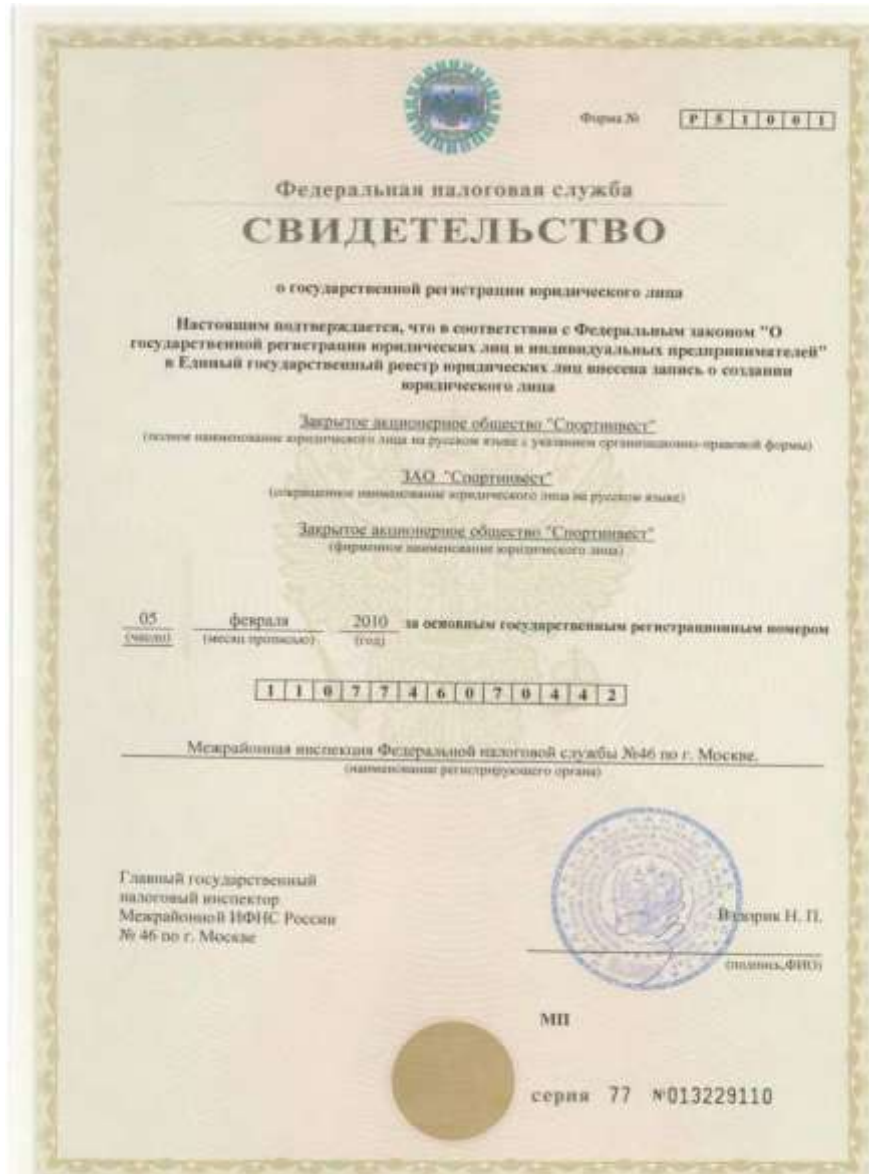 Форма № Р51001
Федеральная налоговая служба
СВИДЕТЕЛЬСТВО
о государственной регистрации юридического лица
Настоящим подтверждается, что в соответствии с Федеральным законом "О
государственной регистрации юридических лиц и индивидуальных предпринимателей"
в Единый государственный реестр юридических лиц внесена запись о создании
юридического лица
Закрытое акционерное общество "Спортинвест"
(полное наименование юридического лица на русском языке с указанием организационно-правовой формы)
ЗАО "Спортинвест"
(сокращенное наименование юридического лица на русском языке)
Закрытое акционерное общество "Спортинвест"
(фирменное наименование юридического лица)
05 февраля 2010 за основным государственным регистрационным номером
(число) (месяц прописью) (год)
1107746070442
Межрайонная инспекция Федеральной налоговой службы №46 по г. Москве.
(наименование регистрирующего органа)
Главный государственный
налоговый инспектор
Межрайонной ИФНС России
№ 46 по г. Москве
Н. П.
(подпись,ФИО)
МП
серия 77 №013229110